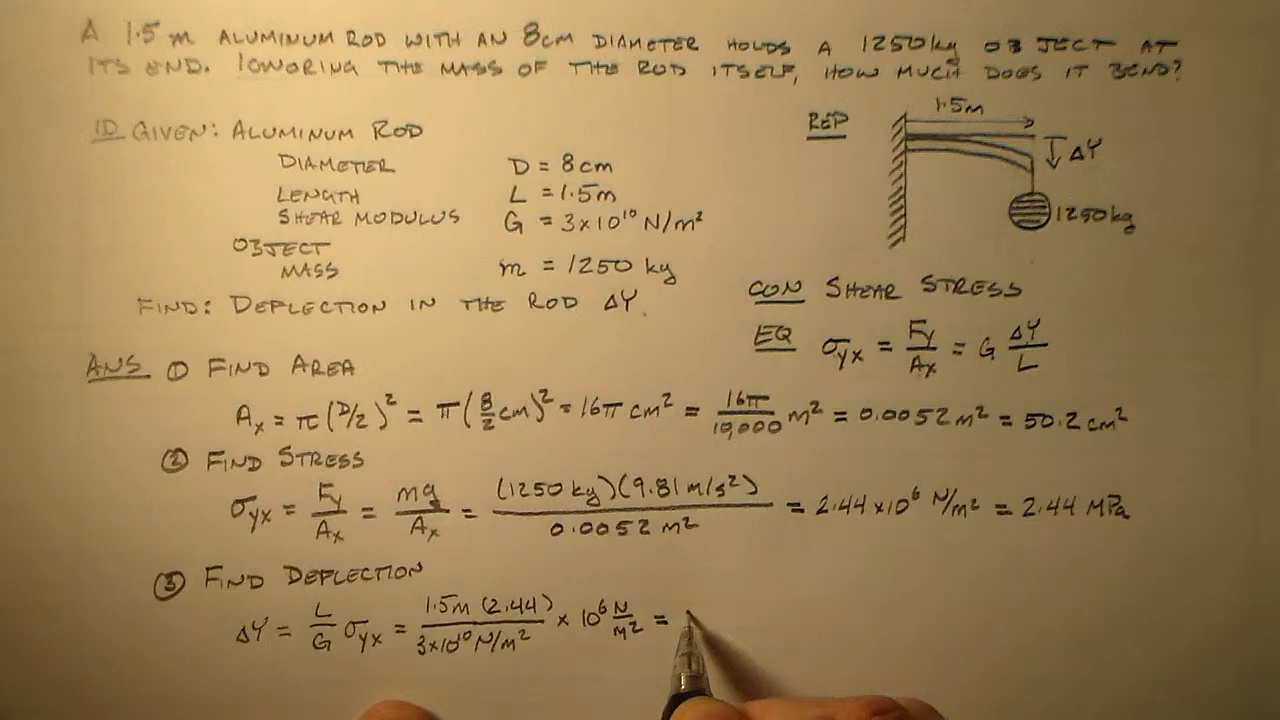 A 1.5 m ALUMINUM ROD WITH AN 8cm DIAMETER HOLDS A 1250kg OBJECT AT
ITS END. IGNORING THE MASS OF THE ROD ITSELF, HOW MUCH DOES IT BEND?
ID GIVEN: ALUMINUM ROD
DIAMETER D = 8cm
LENGTH L = 1.5m
SHEAR MODULUS G = 3×10¹⁰ N/m²
OBJECT
MASS m = 1250 kg
FIND: DEFLECTION IN THE ROD ΔY.
REP
1.5m
ΔY
1250kg
CON SHEAR STRESS
EQ σyx = Fy/Ax = G ΔY/L
ANS ① FIND AREA
Ax = π(D/2)² = π(8/2 cm)² = 16π cm² = 16π/10,000 m² = 0.0052 m² = 50.2 cm²
② FIND STRESS
σyx = Fy/Ax = mg/Ax = (1250 kg)(9.81 m/s²)/0.0052 m² = 2.44×10⁶ N/m² = 2.44 MPa
③ FIND DEFLECTION
ΔY = L/G σyx = 1.5m (2.44)/3×10¹⁰ N/m² × 10⁶ N/m² =